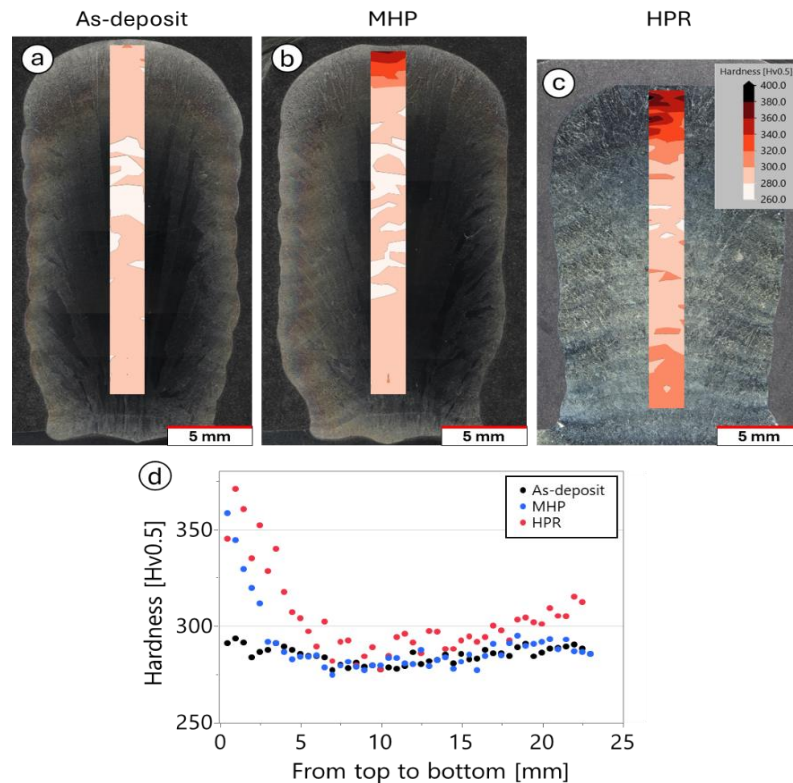 As-deposit MHP HPR
a
b
c
Hardness [Hv0.5]
400.0
380.0
360.0
340.0
320.0
300.0
280.0
260.0
5 mm
5 mm
5 mm
d
As-deposit
MHP
HPR
350
300
250
Hardness [Hv0.5]
0 5 10 15 20 25
From top to bottom [mm]